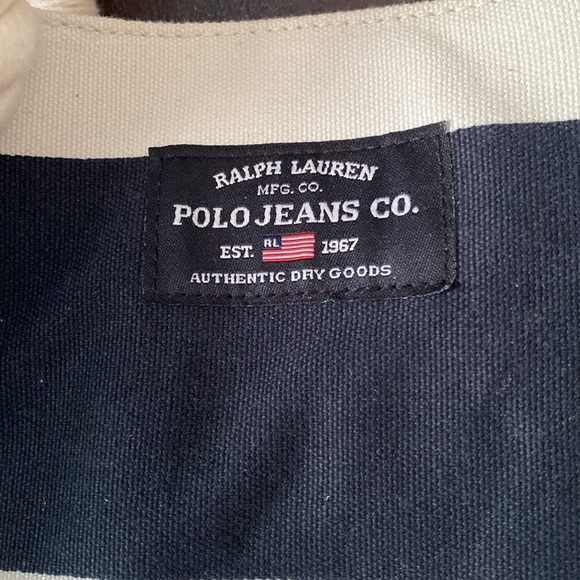 RALPH LAUREN
MFG. CO.
POLO JEANS CO.
EST. RL 1967
AUTHENTIC DRY GOODS